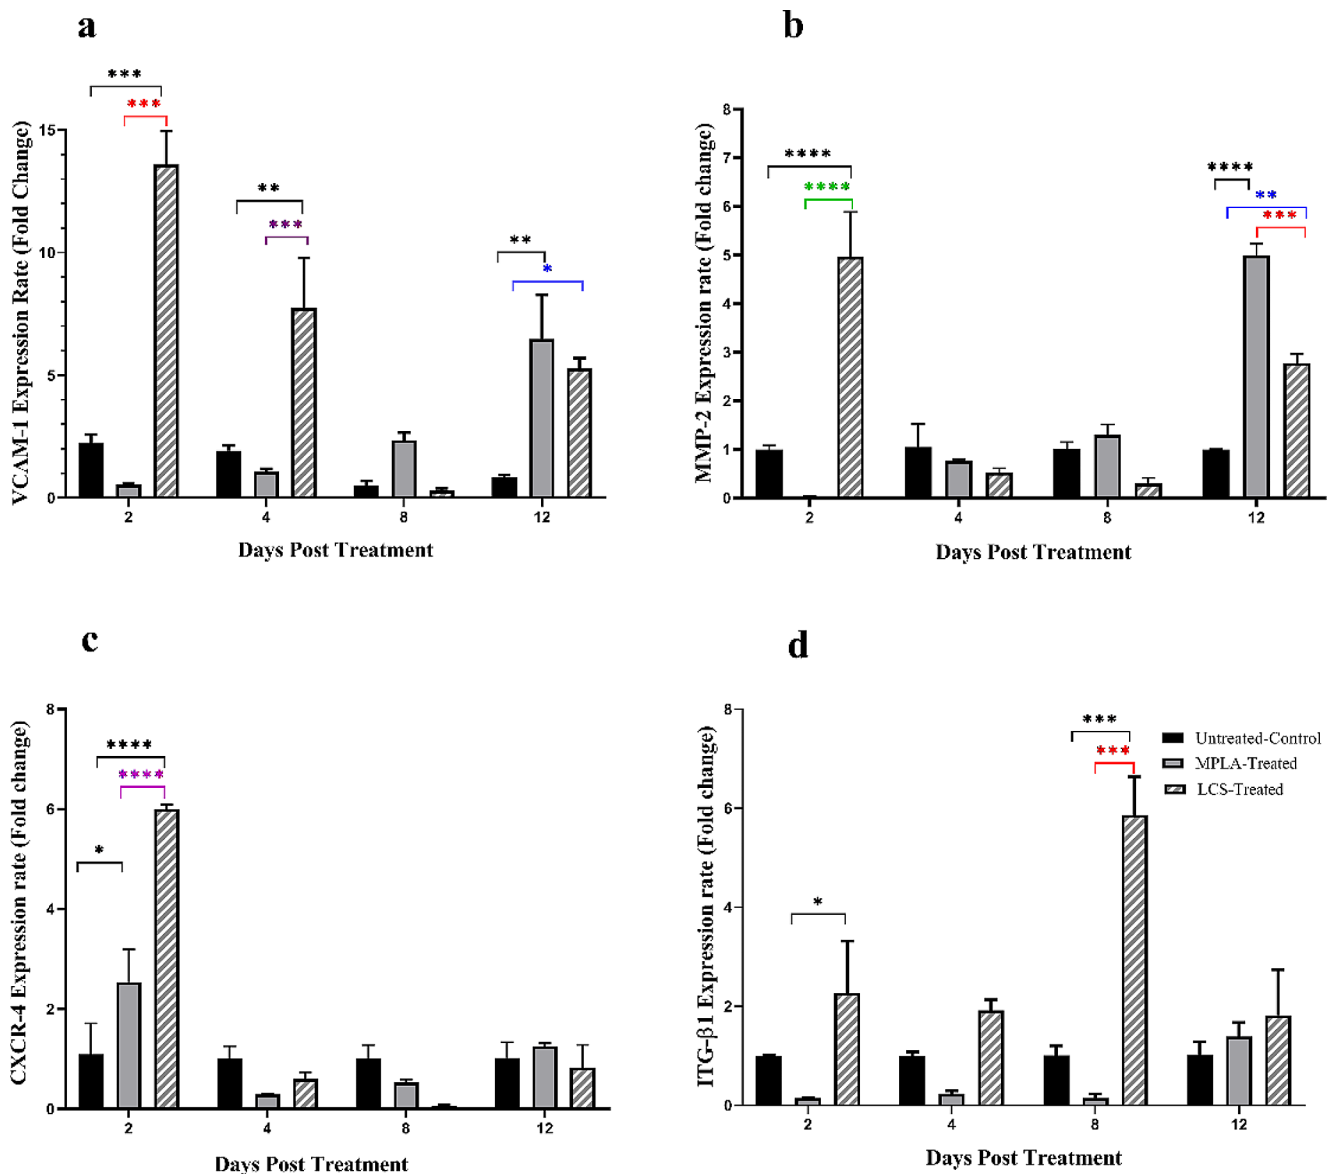 a
VCAM-1 Expression Rate (Fold Change)
15
10
5
0
***
***
**
***
**
*
2 4 8 12
Days Post Treatment
b
MMP-2 Expression rate (Fold change)
8
7
6
5
4
3
2
1
0
****
****
****
**
***
2 4 8 12
Days Post Treatment
c
CXCR-4 Expression rate (Fold change)
8
6
4
2
0
****
****
*
2 4 8 12
Days Post Treatment
d
ITG-β1 Expression rate (Fold change)
8
6
4
2
0
*
***
***
Untreated-Control
MPLA-Treated
LCS-Treated
2 4 8 12
Days Post Treatment